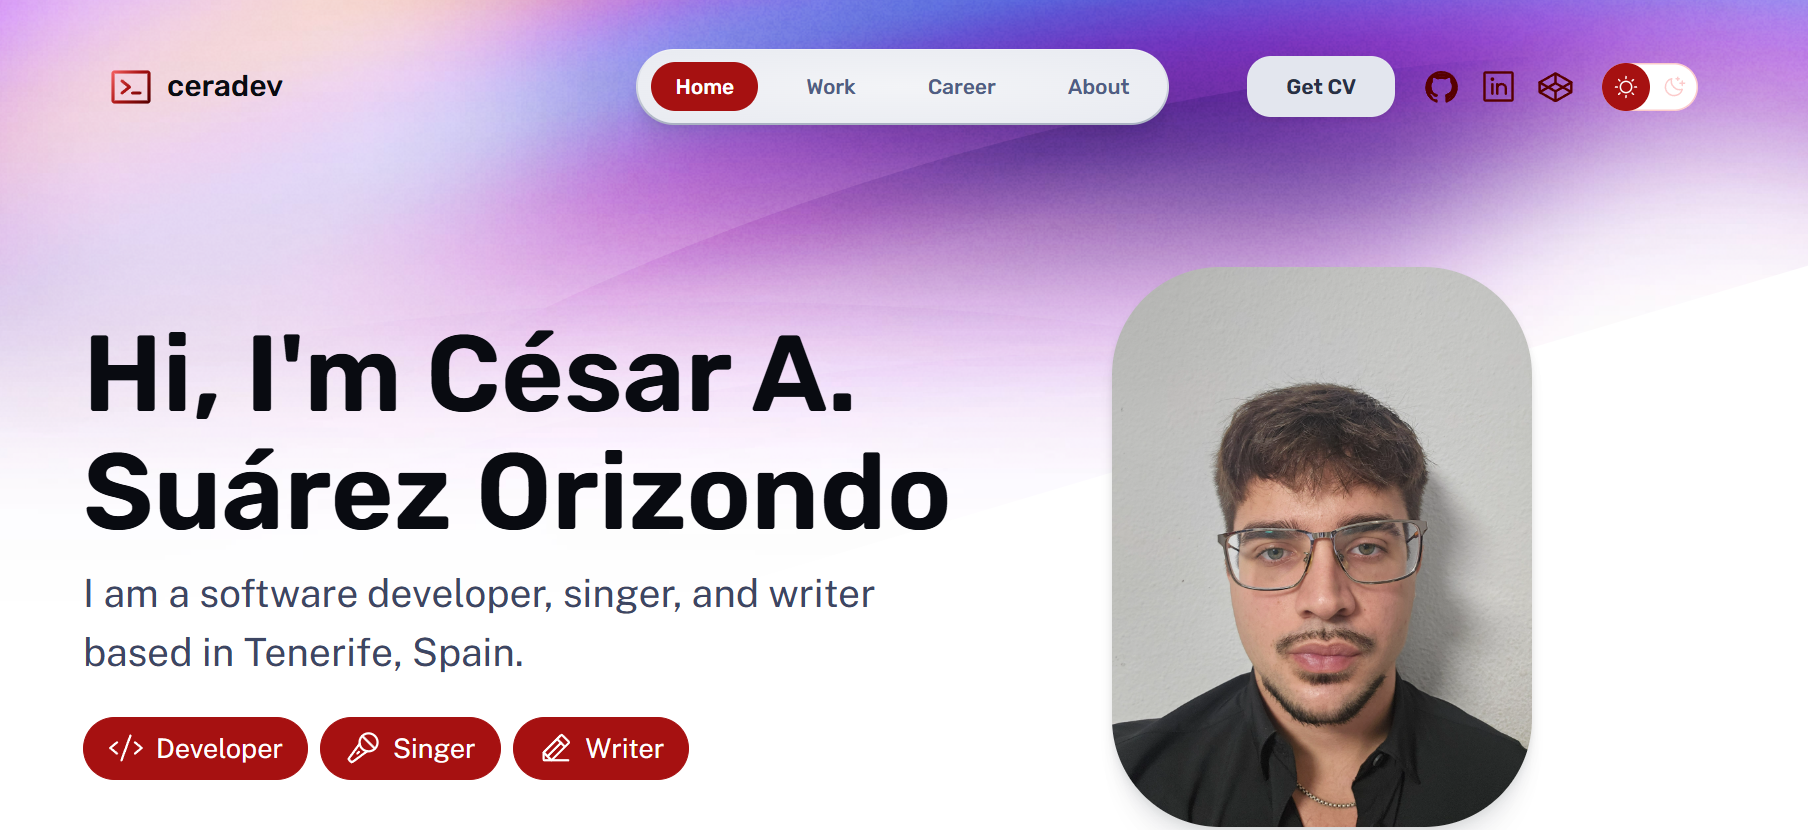 ceradev
Home Work Career About
Get CV
Hi, I'm César A.
Suárez Orizondo
I am a software developer, singer, and writer
based in Tenerife, Spain.
Developer Singer Writer